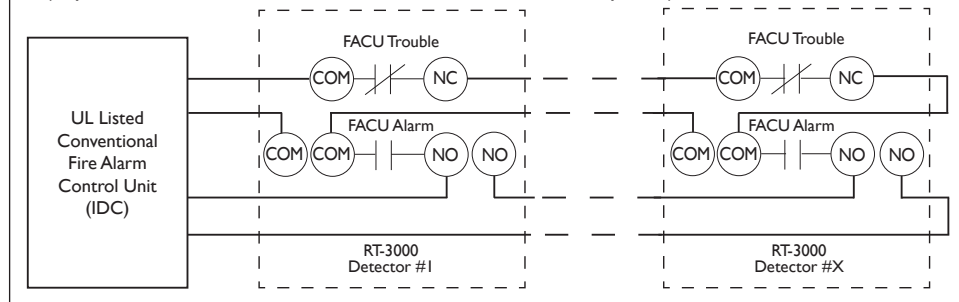 UL Listed
Conventional
Fire Alarm
Control Unit
(IDC)
FACU Trouble
COM
NC
FACU Alarm
COM
COM
NO
NO
RT-3000
Detector #1
FACU Trouble
COM
NC
FACU Alarm
COM
COM
NO
NO
RT-3000
Detector #X